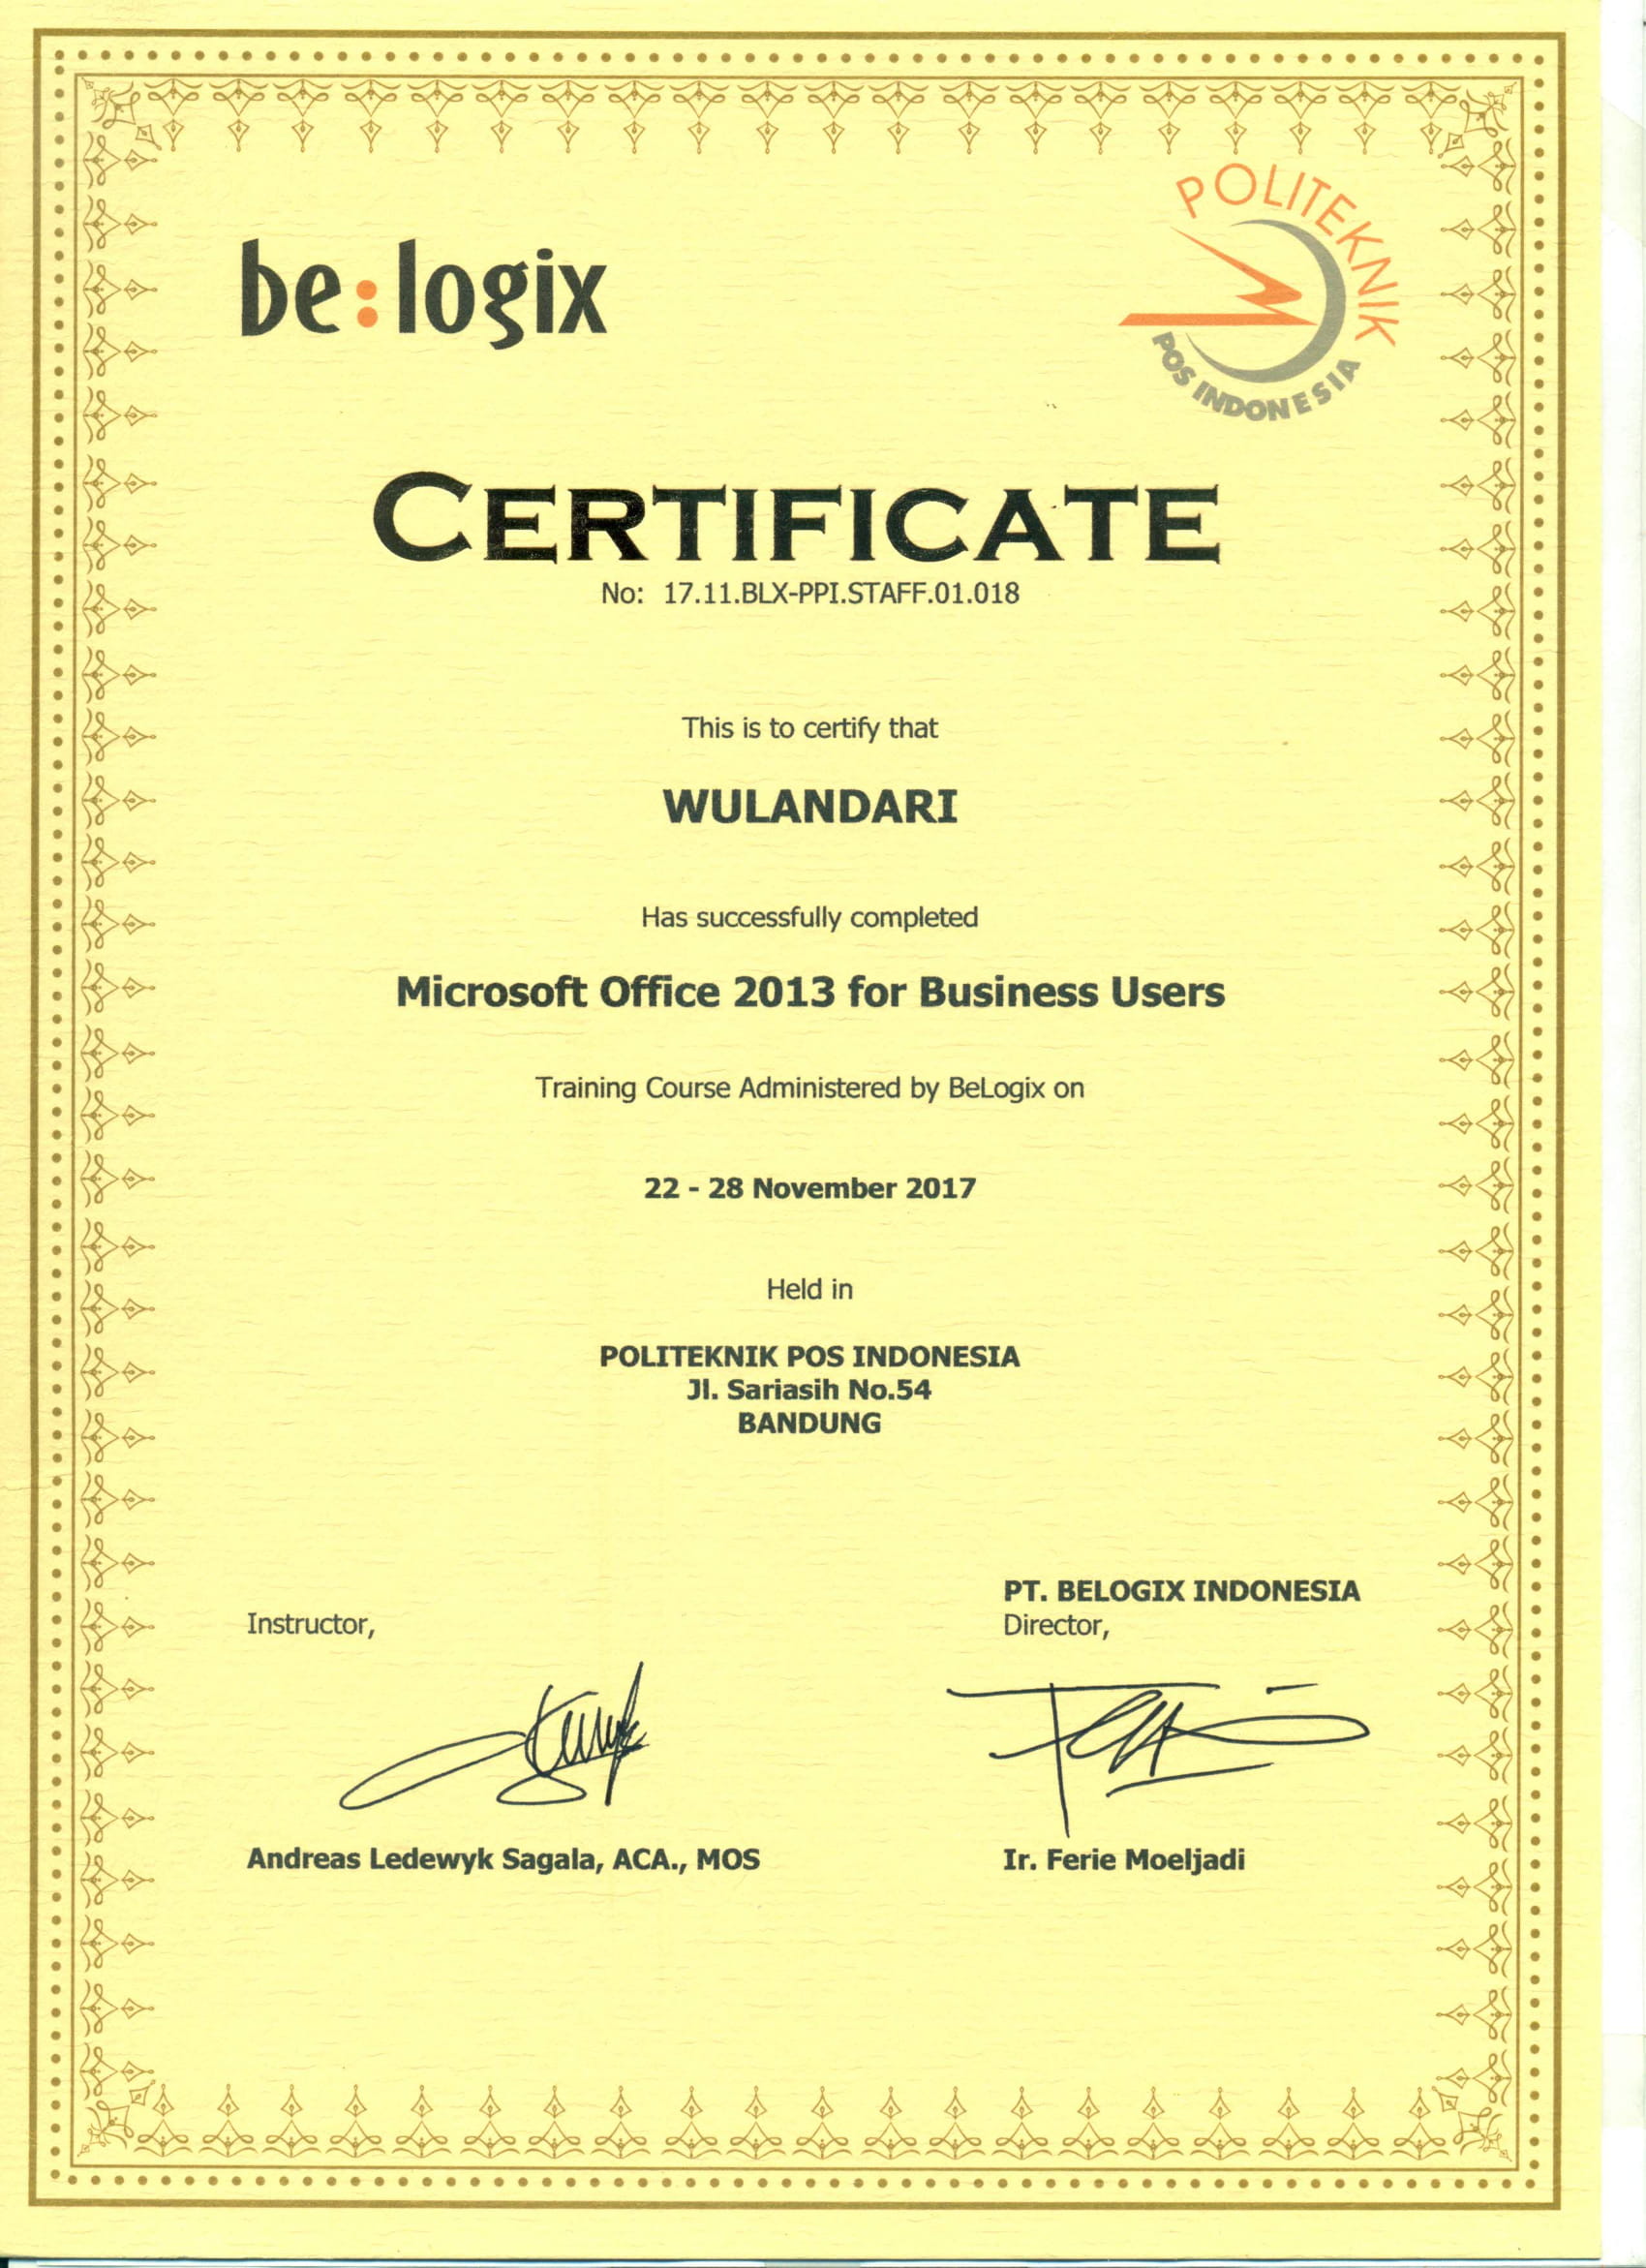 be:logix
POLITEKNIK
POS INDONESIA
CERTIFICATE
No: 17.11.BLX-PPI.STAFF.01.018
This is to certify that
WULANDARI
Has successfully completed
Microsoft Office 2013 for Business Users
Training Course Administered by BeLogix on
22 - 28 November 2017
Held in
POLITEKNIK POS INDONESIA
Jl. Sariasih No.54
BANDUNG
PT. BELOGIX INDONESIA
Instructor,
Director,
Andreas Ledewyk Sagala, ACA., MOS
Ir. Ferie Moeljadi